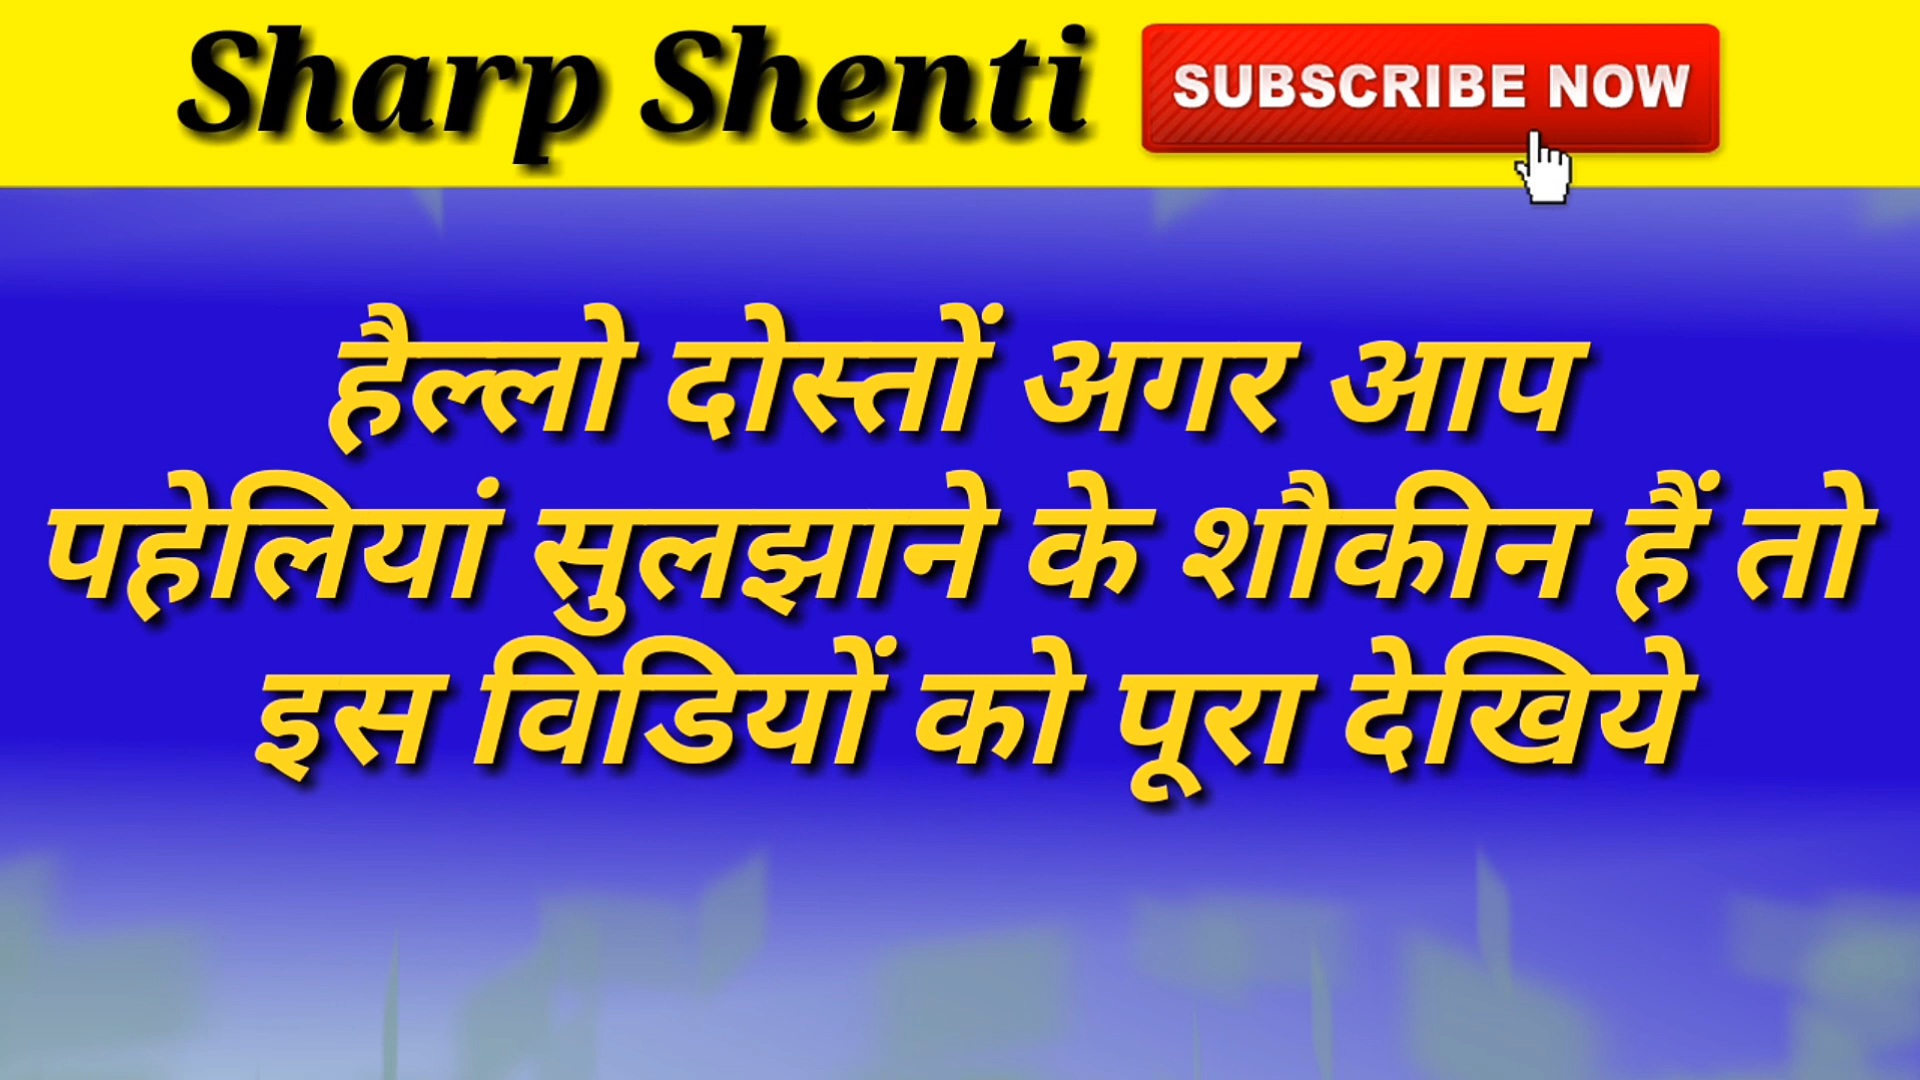 Sharp Shenti
SUBSCRIBE NOW
हैल्लो दोस्तों अगर आप
पहेलियां सुलझाने के शौकीन हैं तो
इस विडियों को पूरा देखिये